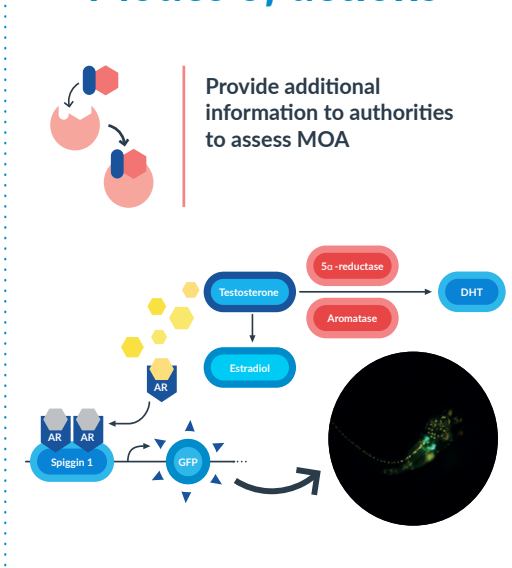 Provide additional
information to authorities
to assess MOA
5α -reductase
Testosterone
DHT
Aromatase
Estradiol
AR
AR
AR
Spiggin 1
GFP